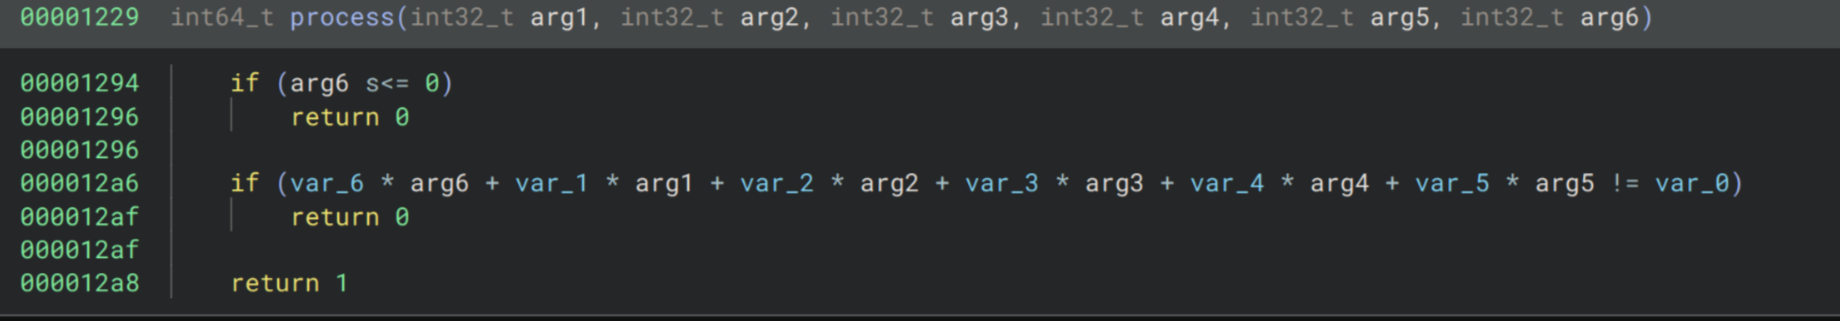 00001229 int64_t process(int32_t arg1, int32_t arg2, int32_t arg3, int32_t arg4, int32_t arg5, int32_t arg6)
00001294 if (arg6 s<= 0)
00001296 return 0
00001296
000012a6 if (var_6 * arg6 + var_1 * arg1 + var_2 * arg2 + var_3 * arg3 + var_4 * arg4 + var_5 * arg5 != var_0)
000012af return 0
000012af
000012a8 return 1